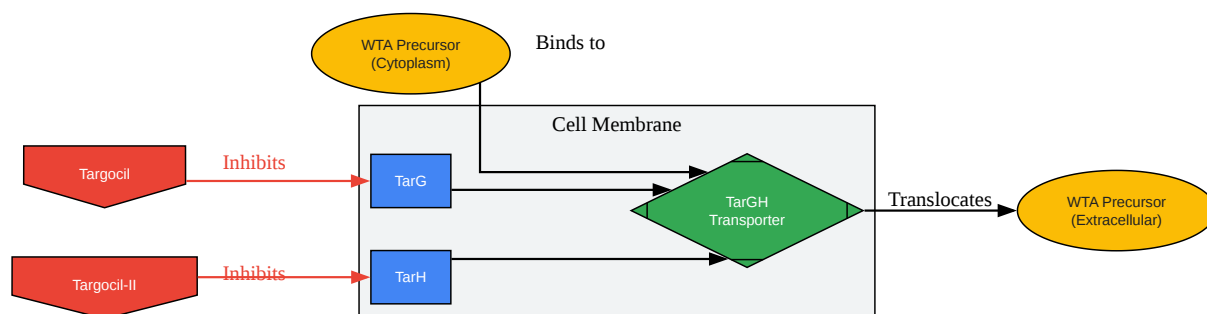 WTA Precursor
(Cytoplasm)
Binds to
Cell Membrane
Targocil
Inhibits
TarG
TarGH
Transporter
Translocates
WTA Precursor
(Extracellular)
Targocil-II
Inhibits
TarH